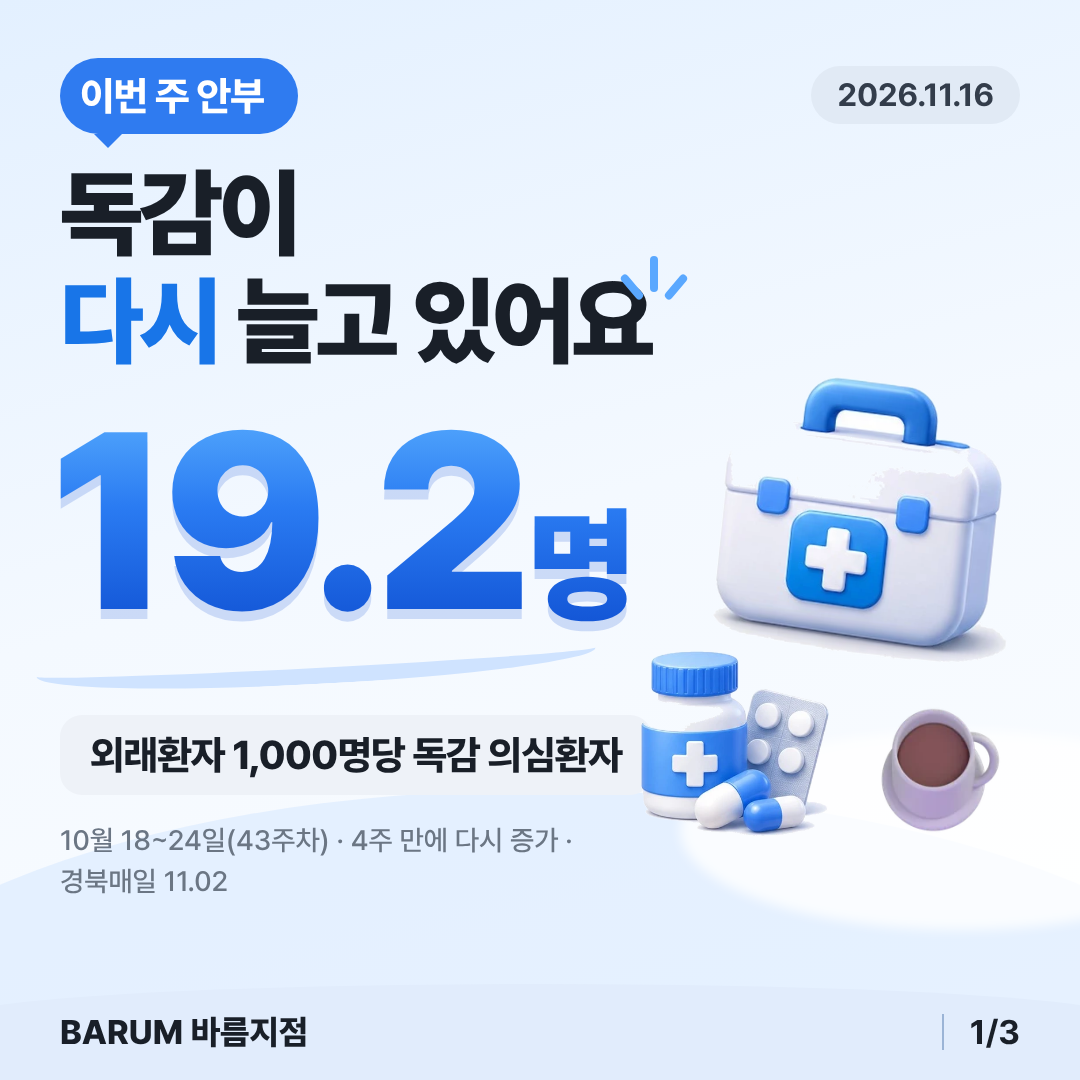 이번 주 안부
2026.11.16
독감이
다시 늘고 있어요
19.2명
외래환자 1,000명당 독감 의심환자
10월 18~24일(43주차) · 4주 만에 다시 증가 ·
경북매일 11.02
BARUM 바름지점
1/3